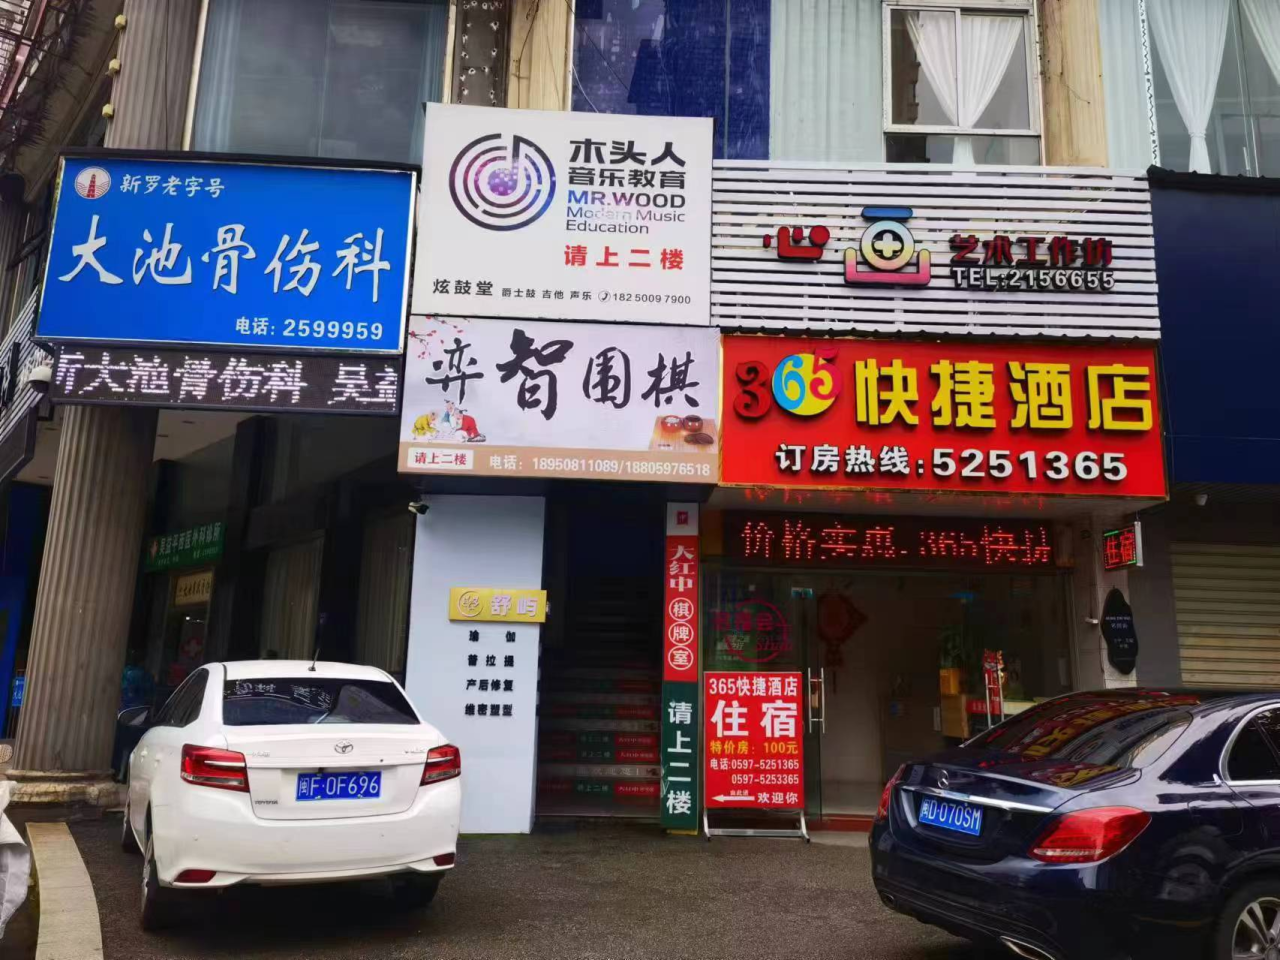 新罗老字号
大池骨伤科
电话：2599959
大池骨伤科 吴
木头人
音乐教育
MR.WOOD
Modern Music
Education
请上二楼
炫鼓堂 爵士鼓 吉他 声乐 18250097900
弈智围棋
请上二楼 电话：18950811089/18805976518
心画 艺术工作坊
TEL:2156655
365快捷酒店
订房热线:5251365
价格实惠.365快
住宿
大红中棋牌室
请上二楼
舒屿
瑜伽
普拉提
产后修复
维密塑型
365快捷酒店
住宿
特价房：100元
电话:0597-5251365
0597-5253365
欢迎你
闽F·0F696
闽D·070SM